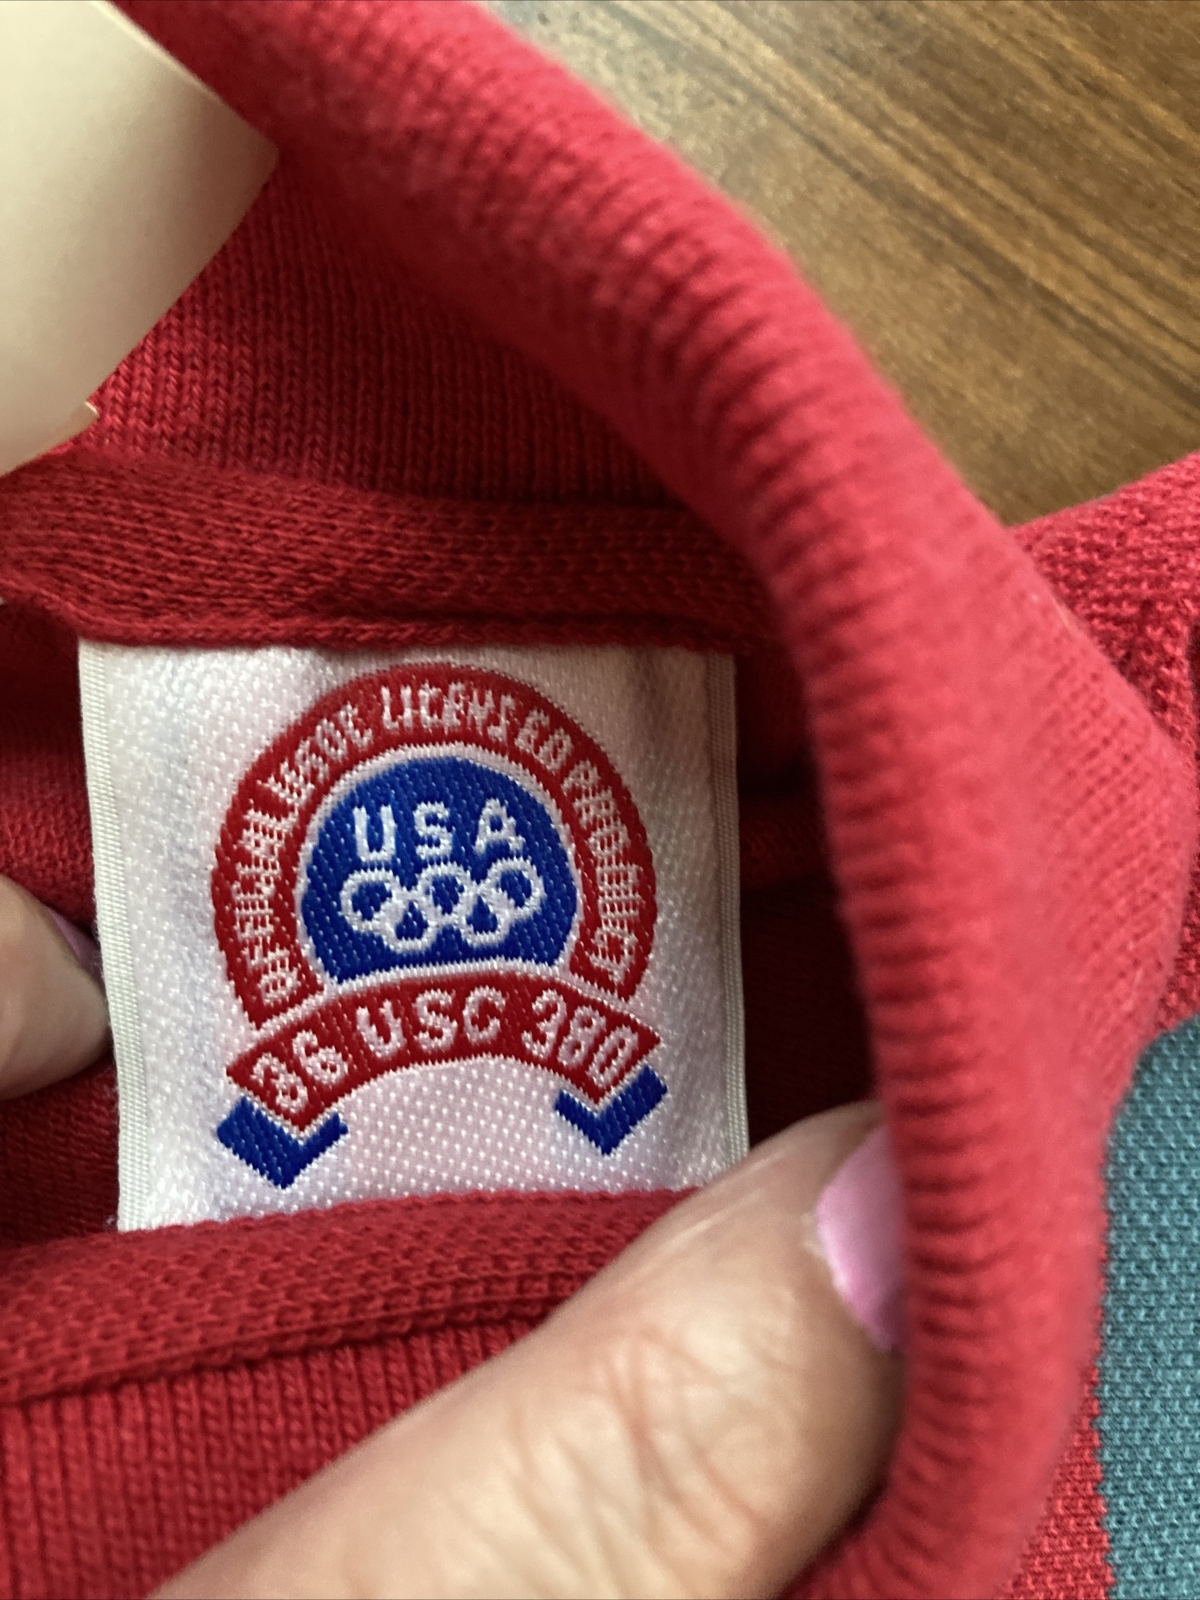 OFFICIAL USOC LICENSED PRODUCT
USA
36 USC 380